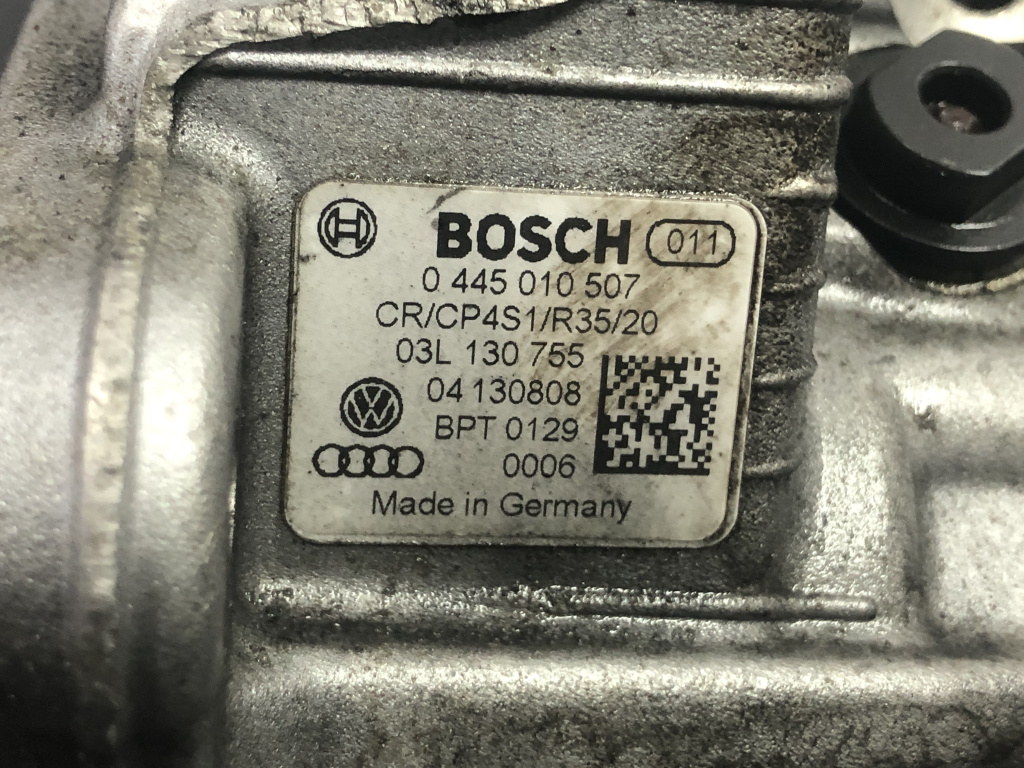 BOSCH 011
0 445 010 507
CR/CP4S1/R35/20
03L 130 755
04 130808
BPT 0129
0006
Made in Germany